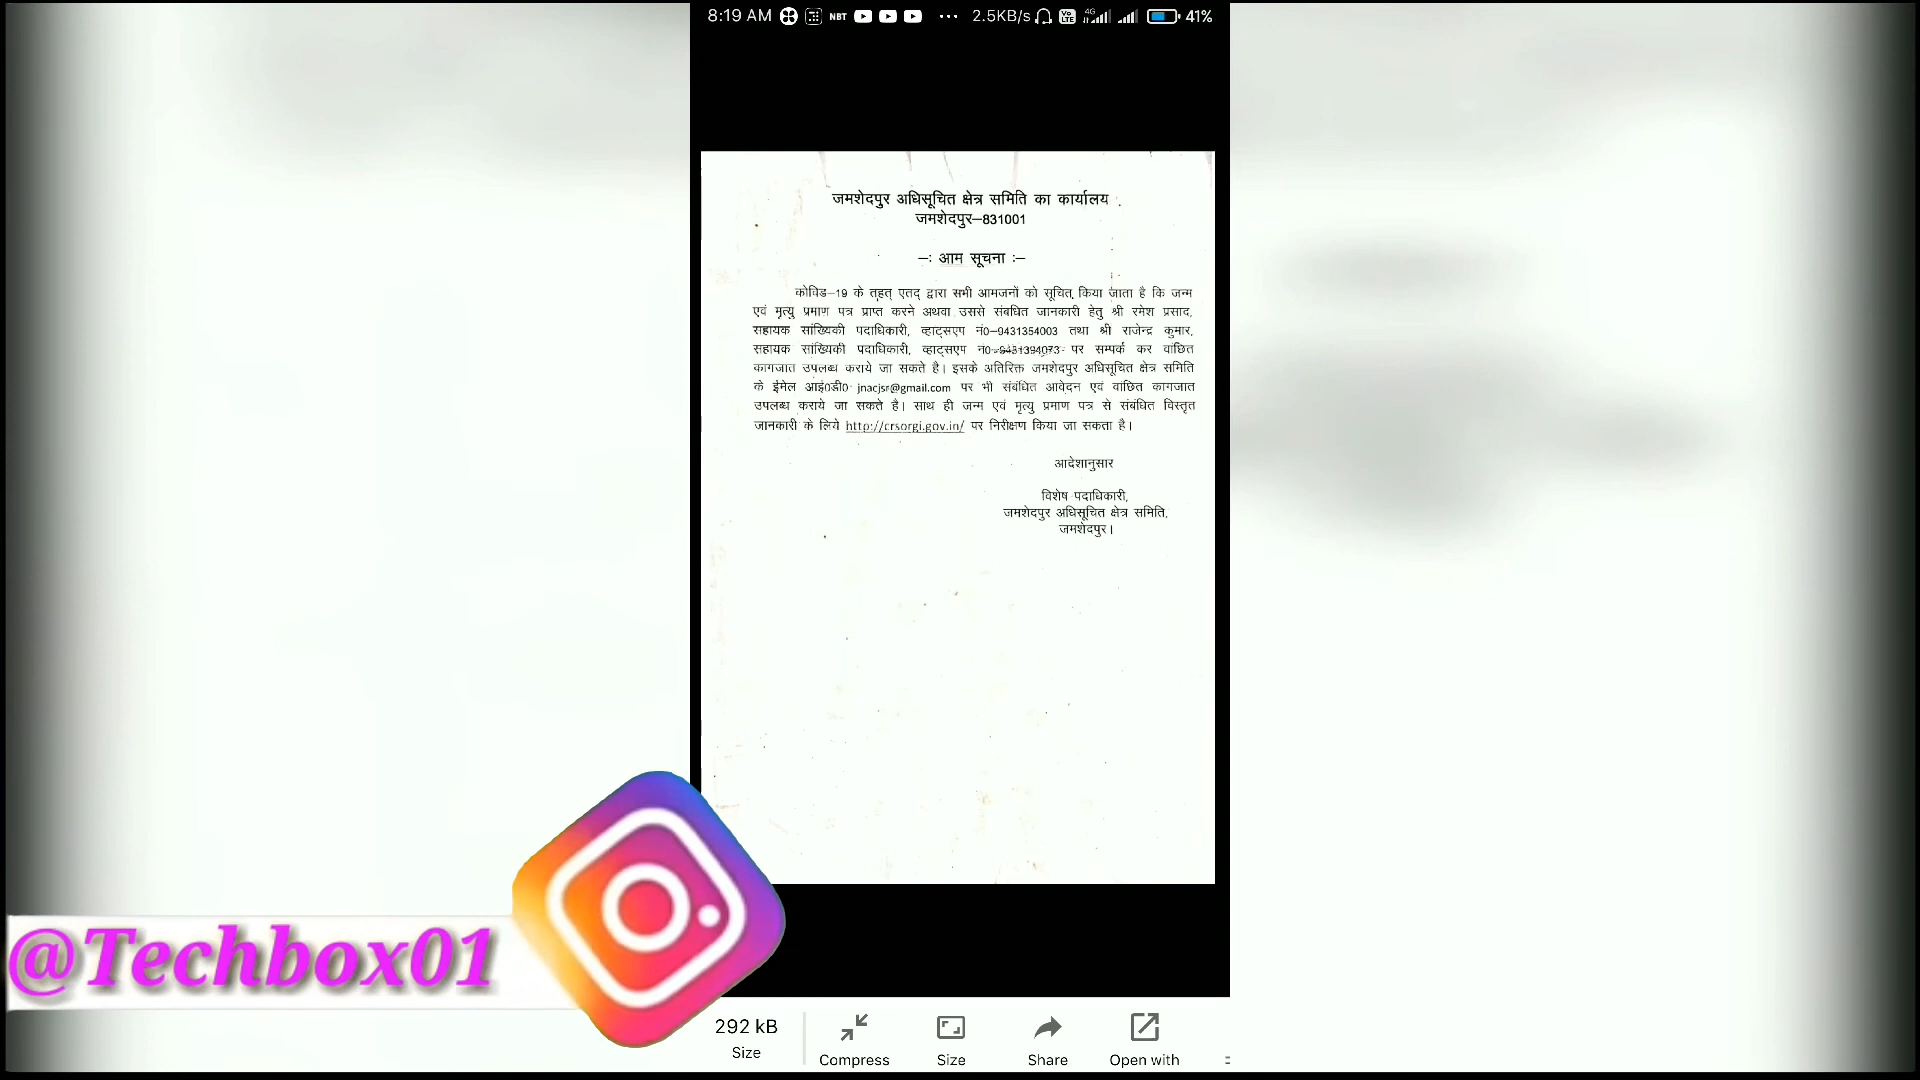 8:19 AM NBT ... 2.5KB/s Vo LTE 4G 41%
जमशेदपुर अधिसूचित क्षेत्र समिति का कार्यालय
जमशेदपुर–831001
–: आम सूचना :–
कोविड–19 के तहत् एतद् द्वारा सभी आमजनों को सूचित किया जाता है कि जन्म
एवं मृत्यु प्रमाण पत्र प्राप्त करने अथवा उससे संबधित जानकारी हेतु श्री रमेश प्रसाद,
सहायक सांख्यिकी पदाधिकारी, व्हाट्सएप नं0–9431354003 तथा श्री राजेन्द्र कुमार,
सहायक सांख्यिकी पदाधिकारी, व्हाट्सएप पर सम्पर्क कर वांछित
कागजात उपलब्ध कराये जा सकते है। इसके अतिरिक्त जमशेदपुर अधिसूचित क्षेत्र समिति
के ईमेल आई0डी0 jnacjsr@gmail.com पर भी संबंधित आवेदन एवं वांछित कागजात
उपलब्ध कराये जा सकते है। साथ ही जन्म एवं मृत्यु प्रमाण पत्र से संबंधित विस्तृत
जानकारी के लिये http://crsorgi.gov.in/ पर निरीक्षण किया जा सकता है।
आदेशानुसार
विशेष पदाधिकारी,
जमशेदपुर अधिसूचित क्षेत्र समिति,
जमशेदपुर।
@Techbox01
292 kB
Size
Compress
Size
Share
Open with